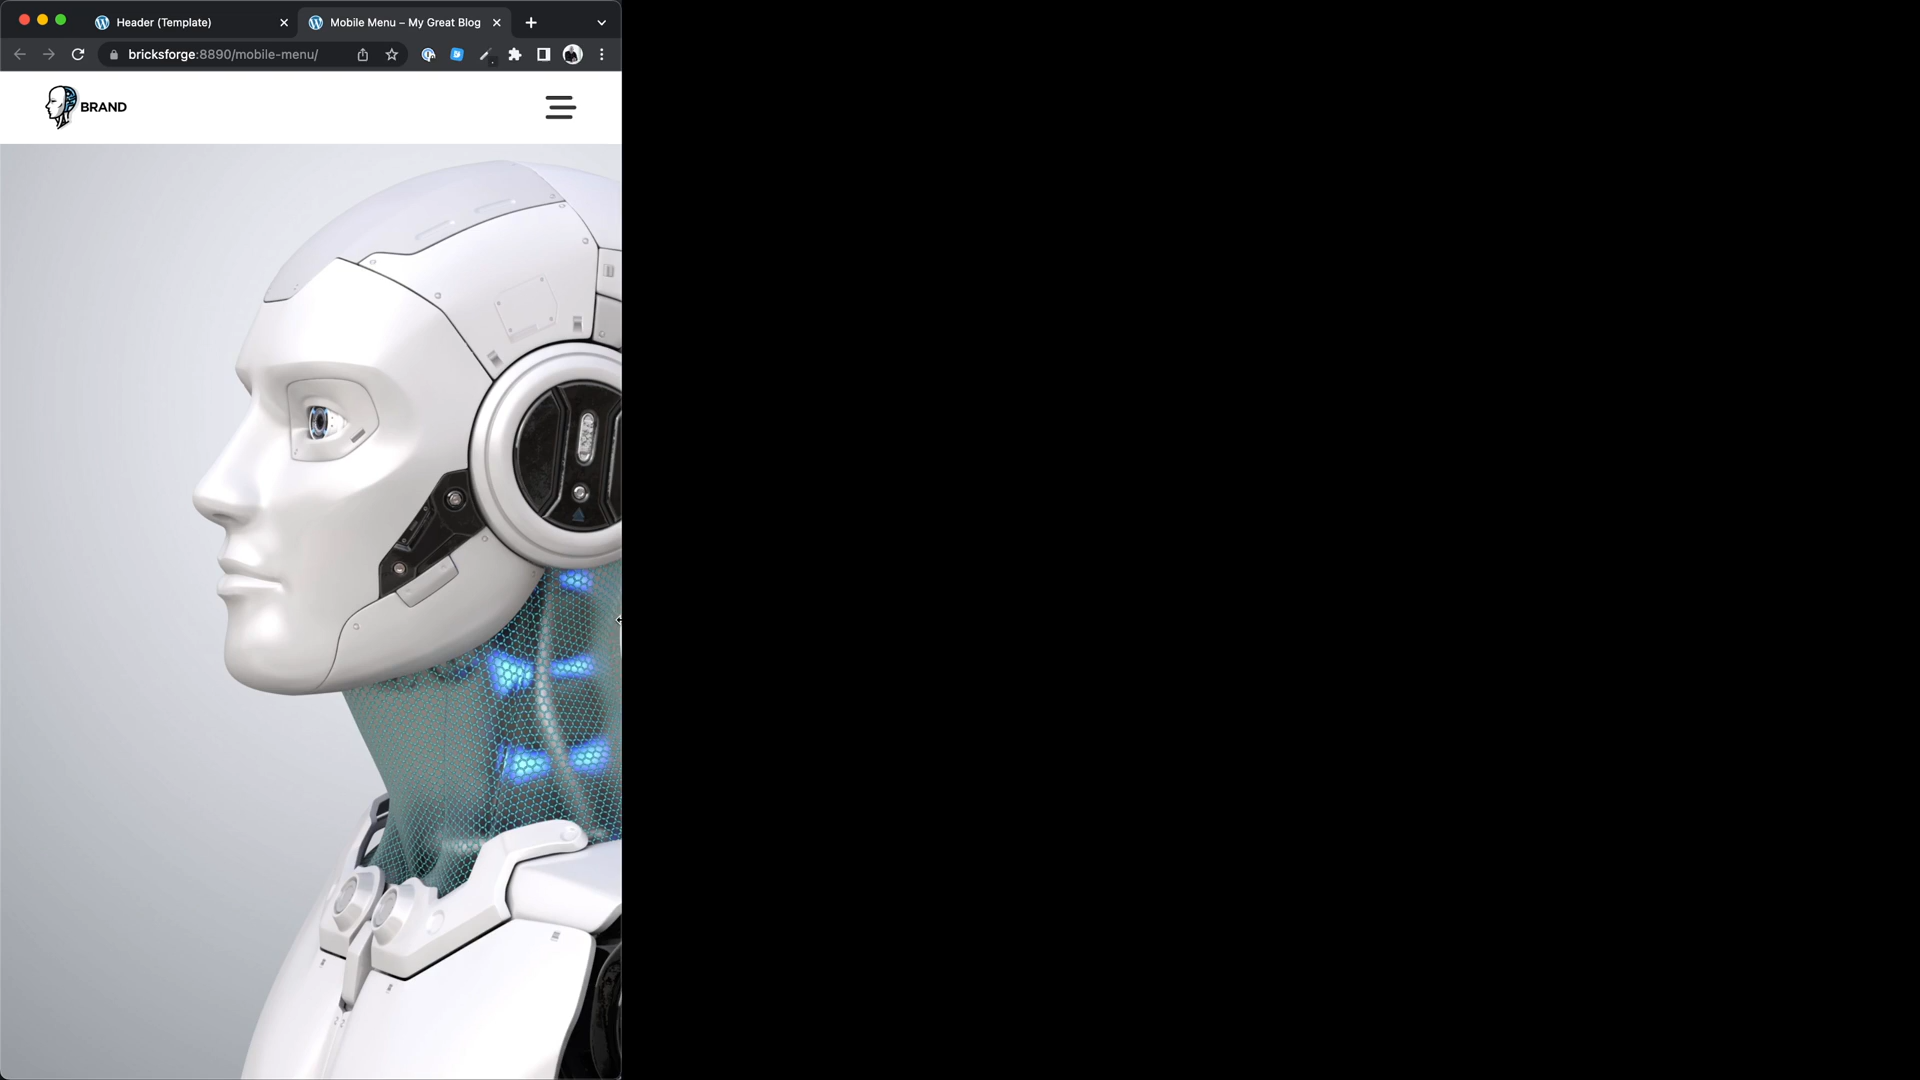 Header (Template)
Mobile Menu – My Great Blog
bricksforge:8890/mobile-menu/
BRAND